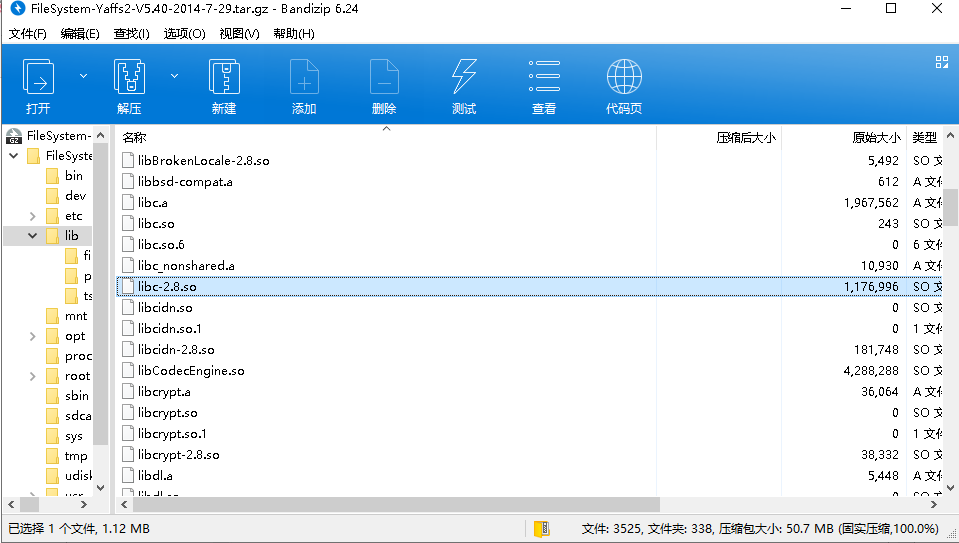 FileSystem-Yaffs2-V5.40-2014-7-29.tar.gz - Bandizip 6.24
文件(F) 编辑(E) 查找(I) 选项(O) 视图(V) 帮助(H)
打开 解压 新建 添加 删除 测试 查看 代码页
FileSystem-
FileSyste
bin
dev
etc
lib
fi
p
ts
mnt
opt
proc
root
sbin
sdca
sys
tmp
udisk
名称 压缩后大小 原始大小 类型
libBrokenLocale-2.8.so 5,492 SO 文
libbsd-compat.a 612 A 文件
libc.a 1,967,562 A 文件
libc.so 243 SO 文
libc.so.6 0 6 文件
libc_nonshared.a 10,930 A 文件
libc-2.8.so 1,176,996 SO 文
libcidn.so 0 SO 文
libcidn.so.1 0 1 文件
libcidn-2.8.so 181,748 SO 文
libCodecEngine.so 4,288,288 SO 文
libcrypt.a 36,064 A 文件
libcrypt.so 0 SO 文
libcrypt.so.1 0 1 文件
libcrypt-2.8.so 38,332 SO 文
libdl.a 5,448 A 文件
已选择 1 个文件, 1.12 MB
文件: 3525, 文件夹: 338, 压缩包大小: 50.7 MB (固实压缩,100.0%)